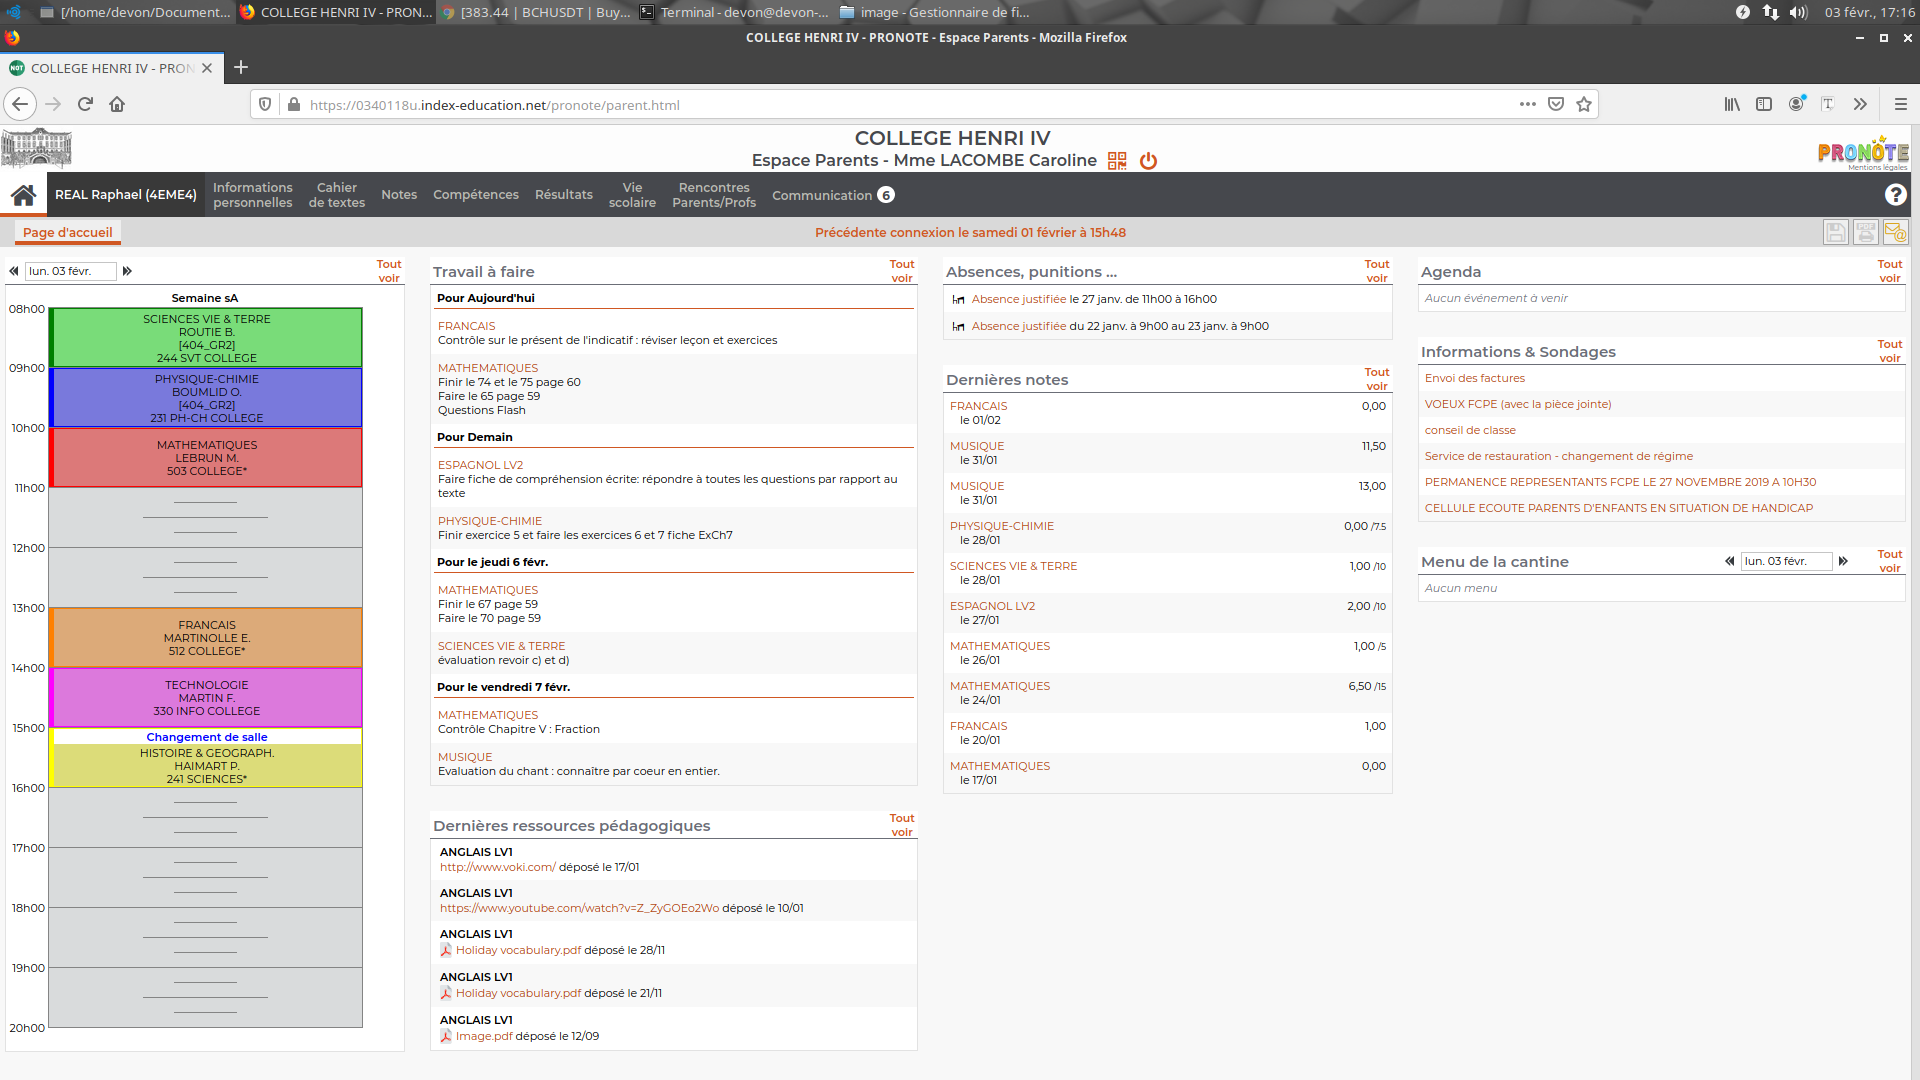 [/home/devon/Document...
COLLEGE HENRI IV - PRON...
[383.44 | BCHUSDT | Buy...
Terminal - devon@devon-...
image - Gestionnaire de fi...
03 févr., 17:16
COLLEGE HENRI IV - PRONOTE - Espace Parents - Mozilla Firefox
NOT
COLLEGE HENRI IV - PRON
https://0340118u.index-education.net/pronote/parent.html
COLLEGE HENRI IV
Espace Parents - Mme LACOMBE Caroline
PRONOTE
Mentions légales
REAL Raphael (4EME4)
Informations
personnelles
Cahier
de textes
Notes
Compétences
Résultats
Vie
scolaire
Rencontres
Parents/Profs
Communication 6
?
Page d'accueil
Précédente connexion le samedi 01 février à 15h48
lun. 03 févr.
Tout
voir
Semaine sA
08h00
SCIENCES VIE & TERRE
ROUTIE B.
[404_GR2]
244 SVT COLLEGE
09h00
PHYSIQUE-CHIMIE
BOUMLID O.
[404_GR2]
231 PH-CH COLLEGE
10h00
MATHEMATIQUES
LEBRUN M.
503 COLLEGE*
11h00
12h00
13h00
FRANCAIS
MARTINOLLE E.
512 COLLEGE*
14h00
TECHNOLOGIE
MARTIN F.
330 INFO COLLEGE
15h00
Changement de salle
HISTOIRE & GEOGRAPH.
HAIMART P.
241 SCIENCES*
16h00
17h00
18h00
19h00
20h00
Travail à faire
Tout
voir
Pour Aujourd'hui
FRANCAIS
Contrôle sur le présent de l'indicatif : réviser leçon et exercices
MATHEMATIQUES
Finir le 74 et le 75 page 60
Faire le 65 page 59
Questions Flash
Pour Demain
ESPAGNOL LV2
Faire fiche de compréhension écrite: répondre à toutes les questions par rapport au
texte
PHYSIQUE-CHIMIE
Finir exercice 5 et faire les exercices 6 et 7 fiche ExCh7
Pour le jeudi 6 févr.
MATHEMATIQUES
Finir le 67 page 59
Faire le 70 page 59
SCIENCES VIE & TERRE
évaluation revoir c) et d)
Pour le vendredi 7 févr.
MATHEMATIQUES
Contrôle Chapitre V : Fraction
MUSIQUE
Evaluation du chant : connaître par coeur en entier.
Dernières ressources pédagogiques
Tout
voir
ANGLAIS LV1
http://www.voki.com/ déposé le 17/01
ANGLAIS LV1
https://www.youtube.com/watch?v=Z_ZyGOEo2Wo déposé le 10/01
ANGLAIS LV1
Holiday vocabulary.pdf déposé le 28/11
ANGLAIS LV1
Holiday vocabulary.pdf déposé le 21/11
ANGLAIS LV1
Image.pdf déposé le 12/09
Absences, punitions ...
Tout
voir
Absence justifiée le 27 janv. de 11h00 à 16h00
Absence justifiée du 22 janv. à 9h00 au 23 janv. à 9h00
Dernières notes
Tout
voir
FRANCAIS 0,00
le 01/02
MUSIQUE 11,50
le 31/01
MUSIQUE 13,00
le 31/01
PHYSIQUE-CHIMIE 0,00 /7.5
le 28/01
SCIENCES VIE & TERRE 1,00 /10
le 28/01
ESPAGNOL LV2 2,00 /10
le 27/01
MATHEMATIQUES 1,00 /5
le 26/01
MATHEMATIQUES 6,50 /15
le 24/01
FRANCAIS 1,00
le 20/01
MATHEMATIQUES 0,00
le 17/01
Agenda
Tout
voir
Aucun événement à venir
Informations & Sondages
Tout
voir
Envoi des factures
VOEUX FCPE (avec la pièce jointe)
conseil de classe
Service de restauration - changement de régime
PERMANENCE REPRESENTANTS FCPE LE 27 NOVEMBRE 2019 A 10H30
CELLULE ECOUTE PARENTS D'ENFANTS EN SITUATION DE HANDICAP
Menu de la cantine
lun. 03 févr.
Tout
voir
Aucun menu